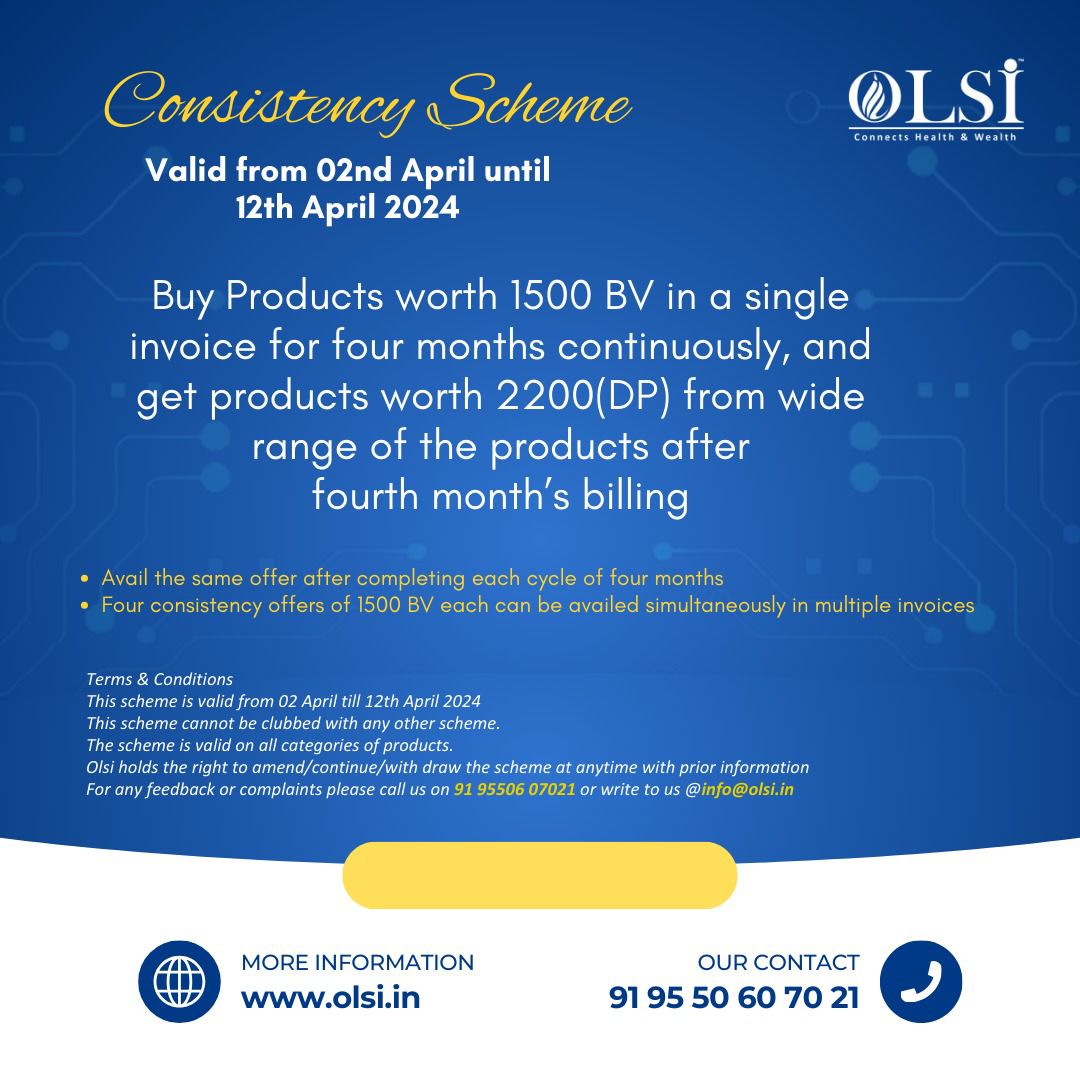 Consistency Scheme
OLSi™
Connects Health & Wealth
Valid from 02nd April until
12th April 2024
Buy Products worth 1500 BV in a single
invoice for four months continuously, and
get products worth 2200(DP) from wide
range of the products after
fourth month's billing
• Avail the same offer after completing each cycle of four months
• Four consistency offers of 1500 BV each can be availed simultaneously in multiple invoices
Terms & Conditions
This scheme is valid from 02 April till 12th April 2024
This scheme cannot be clubbed with any other scheme.
The scheme is valid on all categories of products.
Olsi holds the right to amend/continue/with draw the scheme at anytime with prior information
For any feedback or complaints please call us on 91 95506 07021 or write to us @info@olsi.in
MORE INFORMATION
www.olsi.in
OUR CONTACT
91 95 50 60 70 21